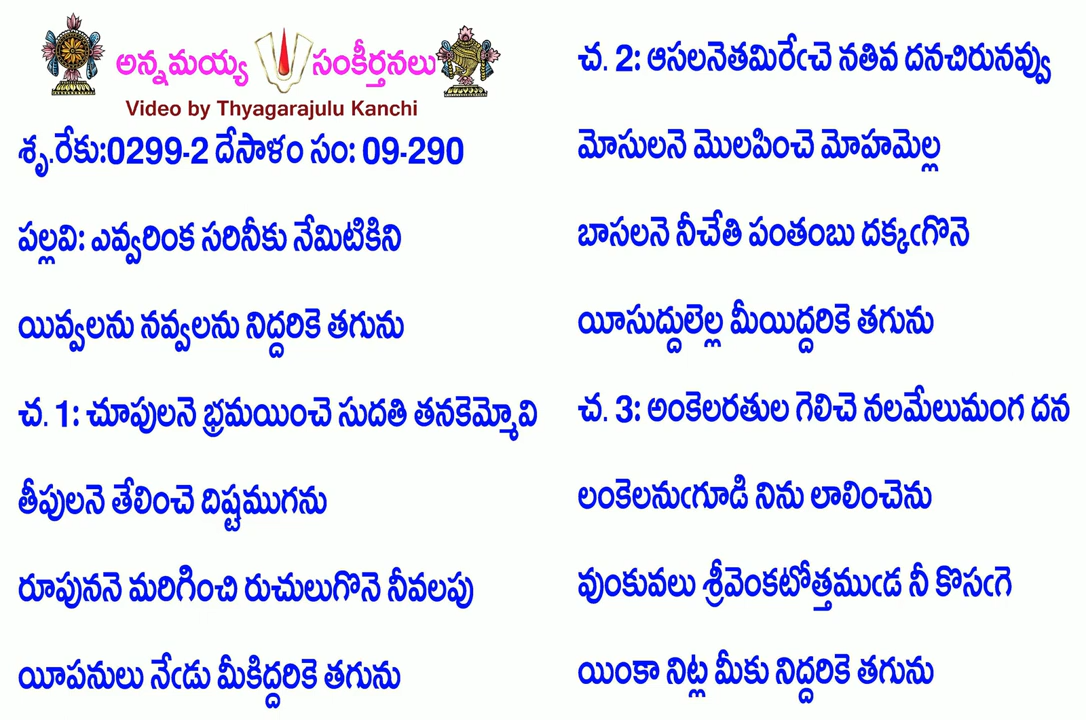 అన్నమయ్య సంకీర్తనలు
Video by Thyagarajulu Kanchi
శృ.రేకు:0299-2 దేసాళం సం: 09-290
పల్లవి: ఎవ్వరింక సరినీకు నేమిటికిని
యివ్వలను నవ్వలను నిద్దరికె తగును
చ. 1: చూపులనె భ్రమయించె సుదతి తనకెమ్మోవి
తీపులనె తేలించె దిష్టముగను
రూపుననె మరిగించి రుచులుగొనె నీవలపు
యీపనులు నేఁడు మీకిద్దరికె తగును
చ. 2: ఆసలనెతమిరేఁచె నతివ దనచిరునవ్వు
మోసులనె మొలపించె మోహమెల్ల
బాసలనె నీచేతి పంతంబు దక్కఁగొనె
యీసుద్దులెల్ల మీయిద్దరికె తగును
చ. 3: అంకెలరతుల గెలిచె నలమేలుమంగ దన
లంకెలనుఁగూడి నిను లాలించెను
వుంకువలు శ్రీవెంకటోత్తముఁడ నీ కొసఁగె
యింకా నిట్ల మీకు నిద్దరికె తగును